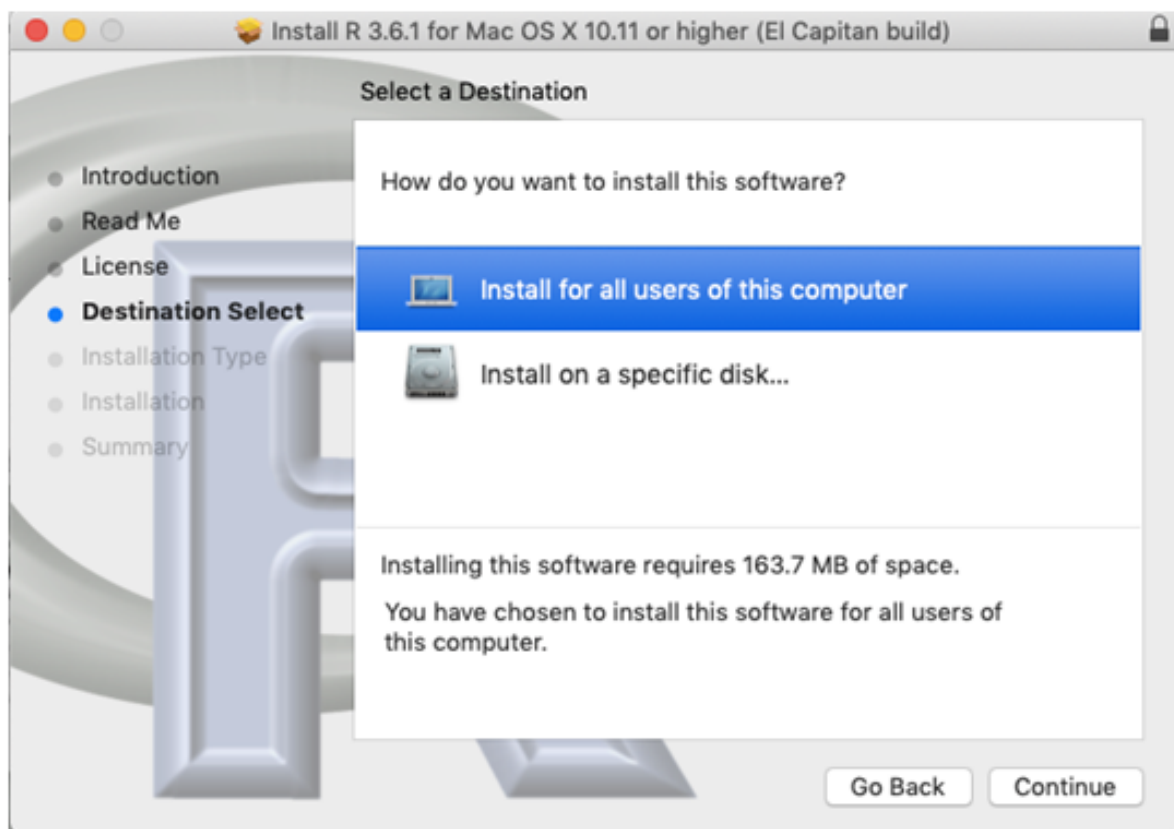 Install R 3.6.1 for Mac OS X 10.11 or higher (El Capitan build)
Select a Destination
Introduction
Read Me
License
Destination Select
Installation Type
Installation
Summary
How do you want to install this software?
Install for all users of this computer
Install on a specific disk...
Installing this software requires 163.7 MB of space.
You have chosen to install this software for all users of
this computer.
Go Back
Continue